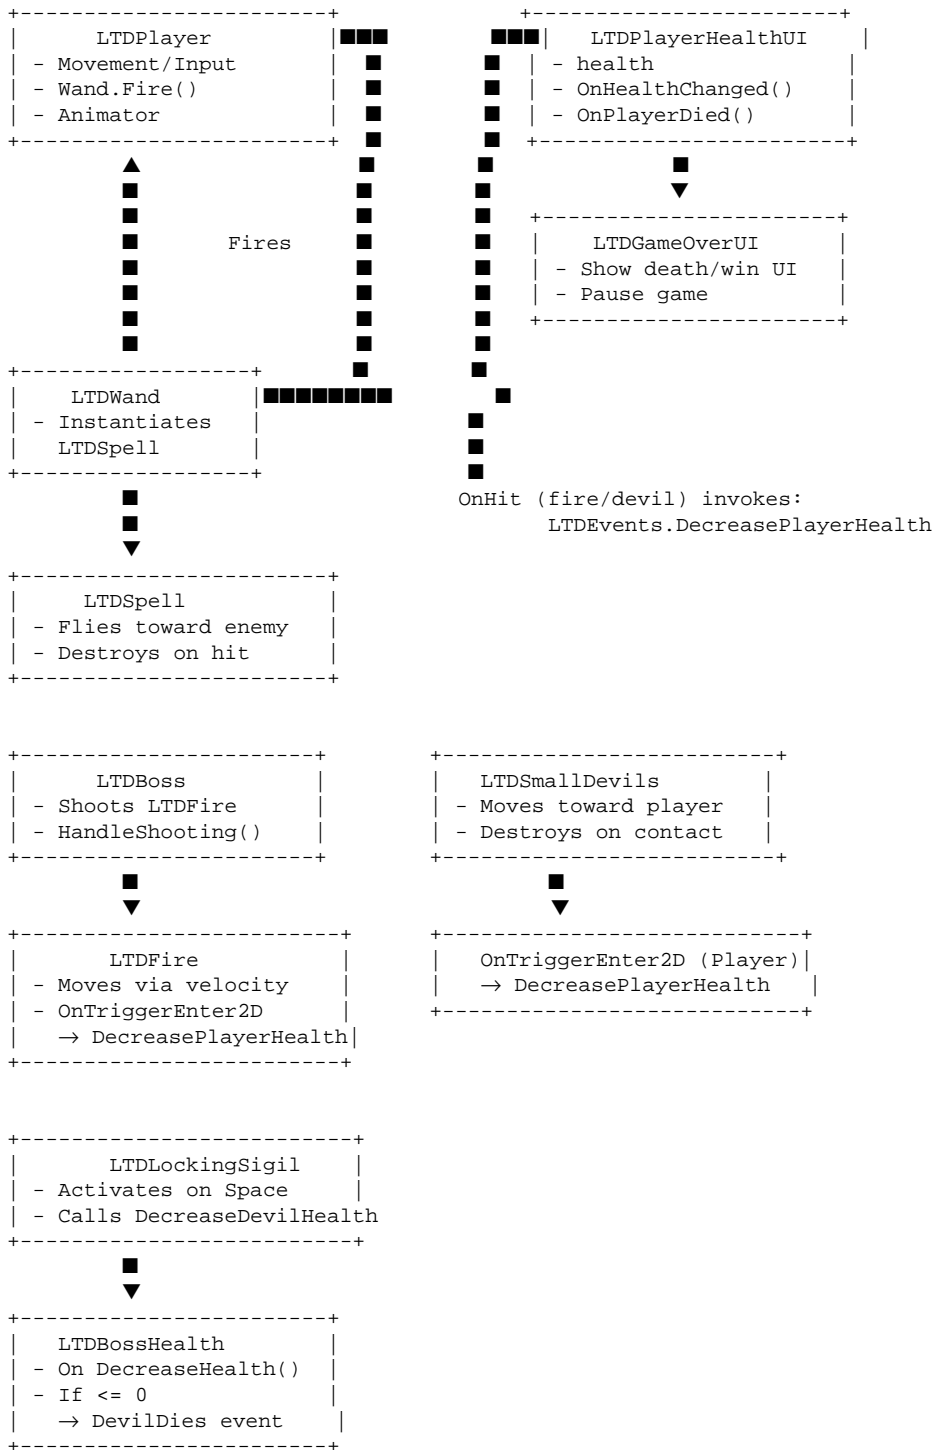 LTDPlayer
- Movement/Input
- Wand.Fire()
- Animator
LTDPlayerHealthUI
- health
- OnHealthChanged()
- OnPlayerDied()
Fires
LTDGameOverUI
- Show death/win UI
- Pause game
LTDWand
- Instantiates
LTDSpell
OnHit (fire/devil) invokes:
LTDEvents.DecreasePlayerHealth
LTDSpell
- Flies toward enemy
- Destroys on hit
LTDBoss
- Shoots LTDFire
- HandleShooting()
LTDSmallDevils
- Moves toward player
- Destroys on contact
LTDFire
- Moves via velocity
- OnTriggerEnter2D
→ DecreasePlayerHealth
OnTriggerEnter2D (Player)
→ DecreasePlayerHealth
LTDLockingSigil
- Activates on Space
- Calls DecreaseDevilHealth
LTDBossHealth
- On DecreaseHealth()
- If <= 0
→ DevilDies event